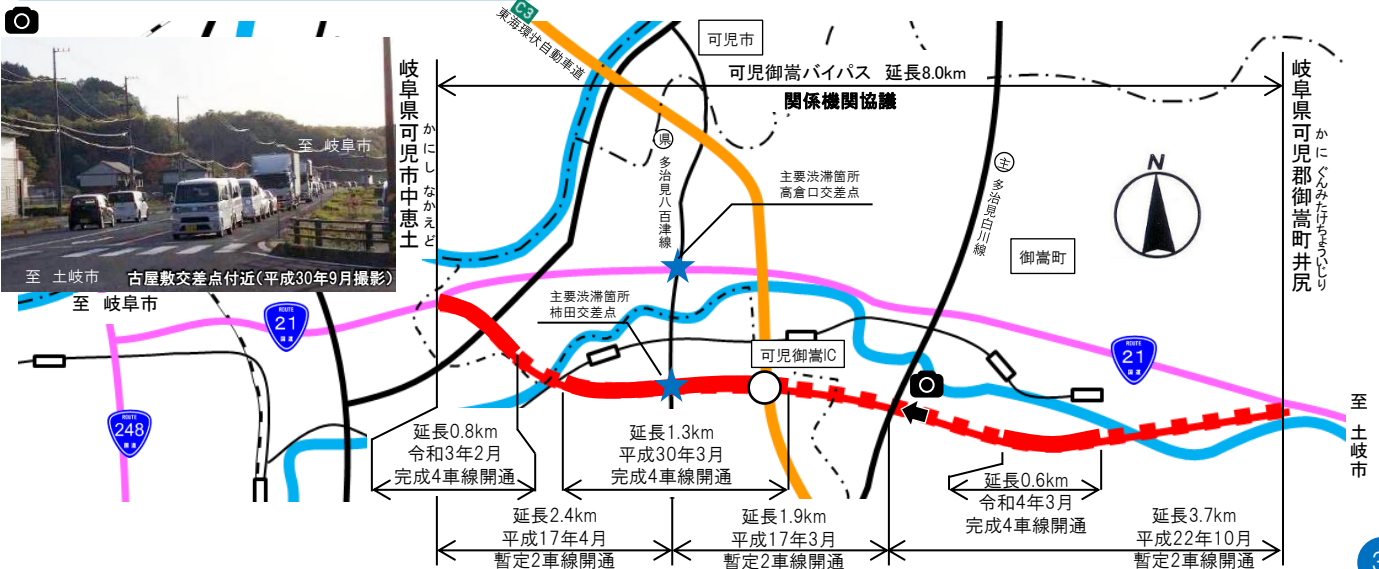 C3
東海環状自動車道
可児市
可児御嵩バイパス 延長8.0km
関係機関協議
岐阜県可児市中恵土
かにし なかえど
岐阜県可児郡御嵩町井尻
かに ぐんみたけちょういじり
至 岐阜市
至 土岐市
古屋敷交差点付近(平成30年9月撮影)
県
多治見八百津線
主要渋滞箇所
高倉口交差点
主
多治見白川線
N
御嵩町
至 岐阜市
ROUTE
21
国道
主要渋滞箇所
柿田交差点
可児御嵩IC
ROUTE
21
国道
ROUTE
248
国道
至 土岐市
延長0.8km
令和3年2月
完成4車線開通
延長1.3km
平成30年3月
完成4車線開通
延長0.6km
令和4年3月
完成4車線開通
延長2.4km
平成17年4月
暫定2車線開通
延長1.9km
平成17年3月
暫定2車線開通
延長3.7km
平成22年10月
暫定2車線開通
3